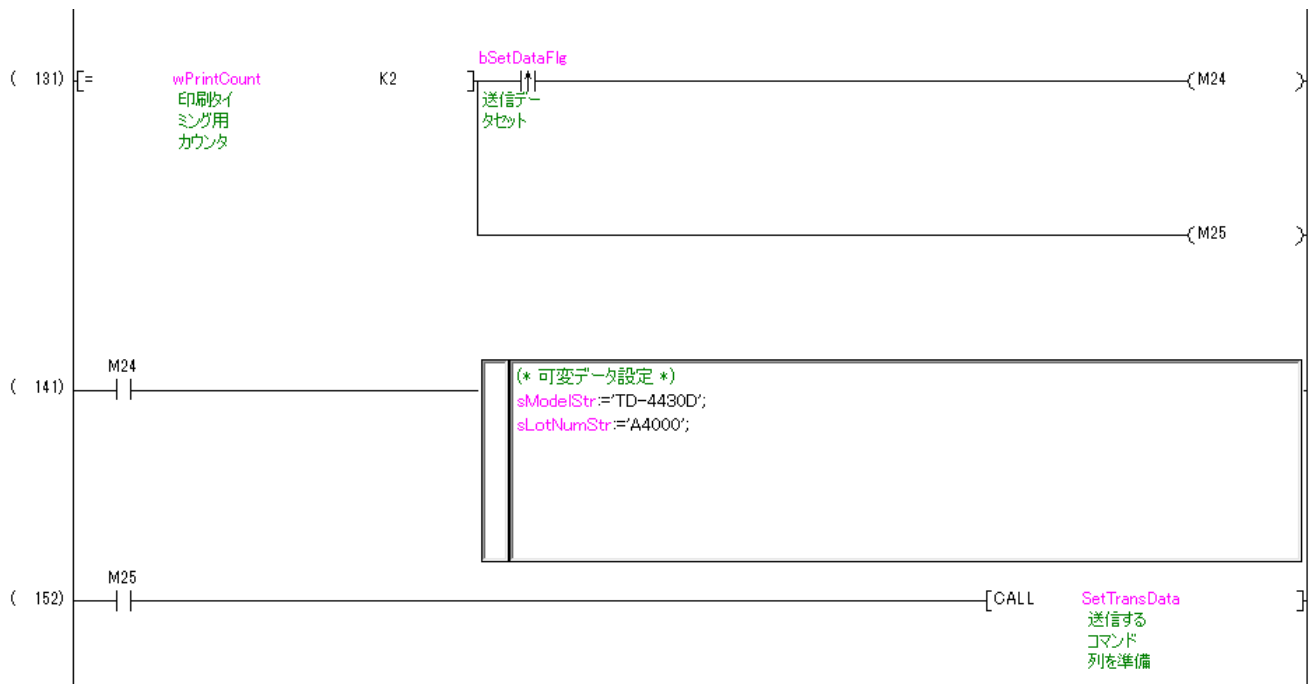 bSetDataFlg
( 131) [= wPrintCount K2 ] (M24 )
印刷タイ
ミング用
カウンタ
送信デー
タセット
(M25 )
M24
( 141)
(* 可変データ設定 *)
sModelStr:='TD-4430D';
sLotNumStr:='A4000';
M25
( 152) [CALL SetTransData ]
送信する
コマンド
列を準備